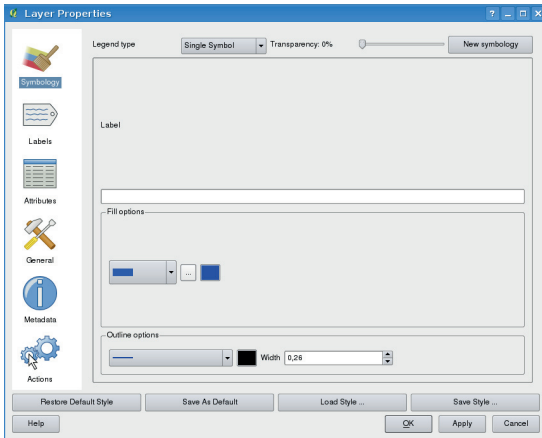 Layer Properties
Legend type Single Symbol Transparency: 0% New symbology
Symbology
Label
Labels
Attributes
Fill options
...
General
Metadata
Outline options
Width 0,26
Actions
Restore Default Style Save As Default Load Style ... Save Style ...
Help OK Apply Cancel